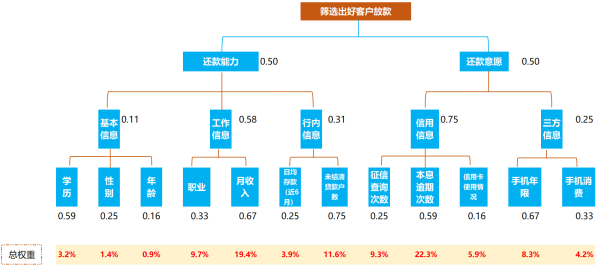 筛选出好客户放款
还款能力 0.50 还款意愿 0.50
基本
信息 0.11 工作
信息 0.58 行内
信息 0.31 信用
信息 0.75 三方
信息 0.25
学
历 性
别 年
龄 职业 月收
入 日均
存款
(近6
月) 未结清
贷款户
数 征信
查询
次数 本息
逾期
次数 信用卡
使用情
况 手机年
限 手机消
费
0.59 0.25 0.16 0.33 0.67 0.25 0.75 0.25 0.59 0.16 0.67 0.33
总权重 3.2% 1.4% 0.9% 9.7% 19.4% 3.9% 11.6% 9.3% 22.3% 5.9% 8.3% 4.2%